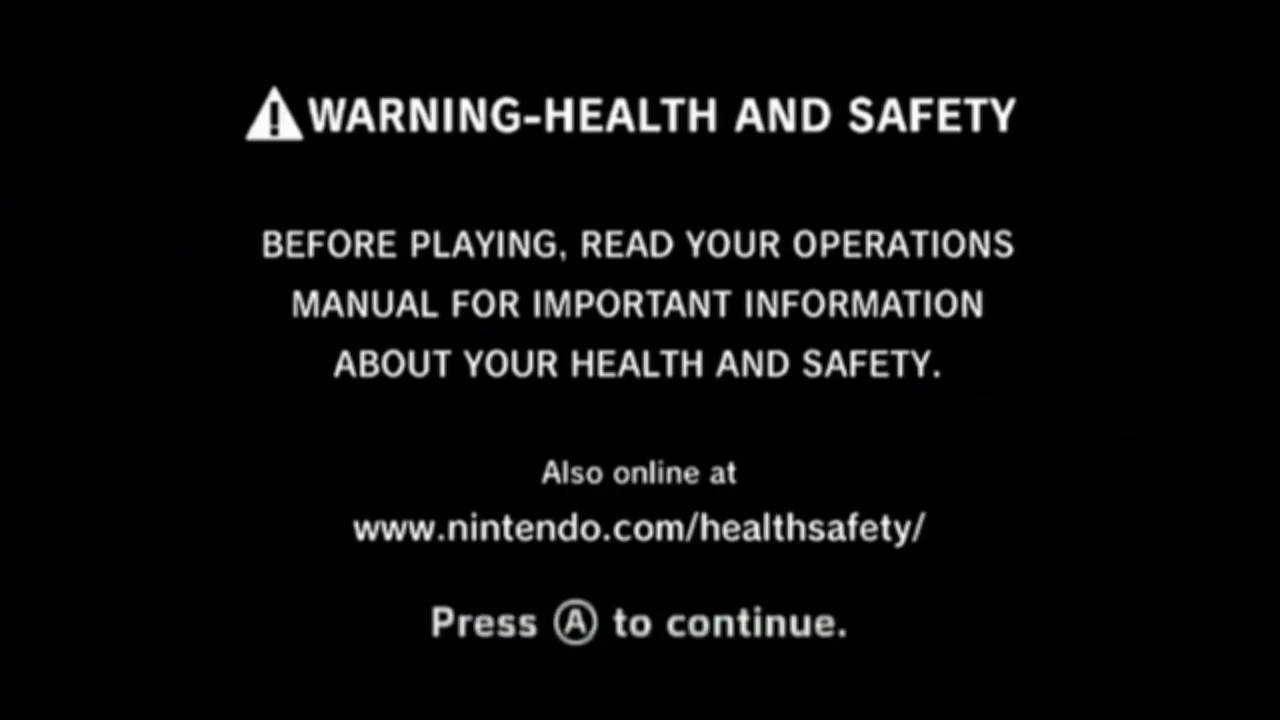 ⚠WARNING-HEALTH AND SAFETY
BEFORE PLAYING, READ YOUR OPERATIONS
MANUAL FOR IMPORTANT INFORMATION
ABOUT YOUR HEALTH AND SAFETY.
Also online at
www.nintendo.com/healthsafety/
Press Ⓐ to continue.